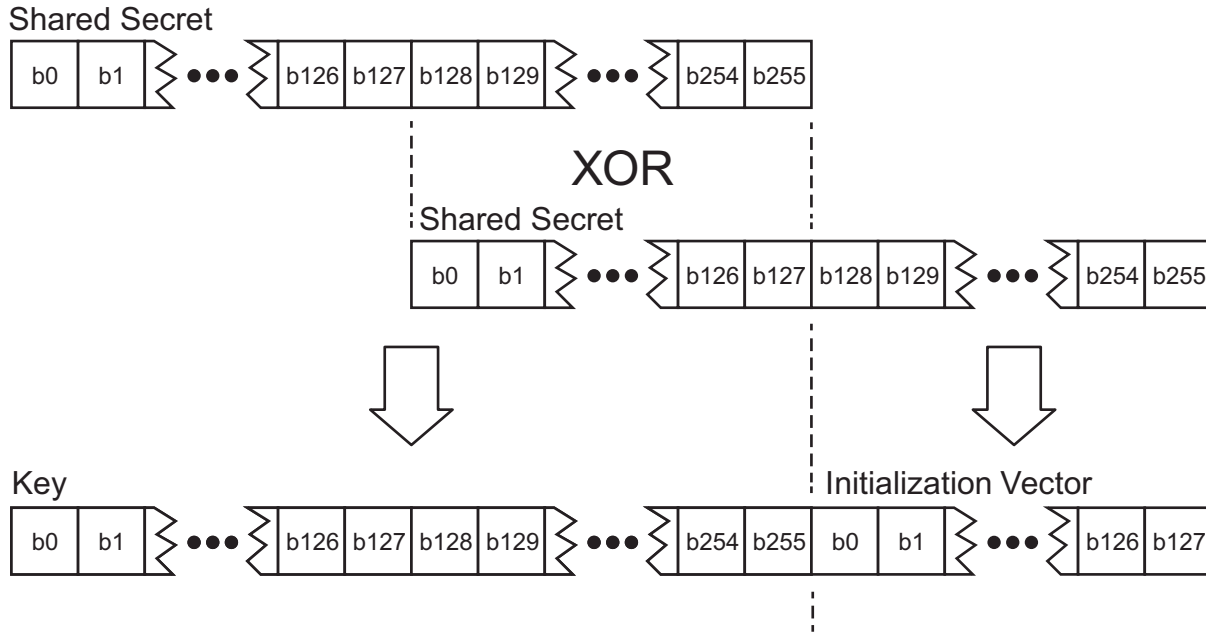 Shared Secret
b0 b1 ●●● b126 b127 b128 b129 ●●● b254 b255
XOR
Shared Secret
b0 b1 ●●● b126 b127 b128 b129 ●●● b254 b255
Key Initialization Vector
b0 b1 ●●● b126 b127 b128 b129 ●●● b254 b255 b0 b1 ●●● b126 b127